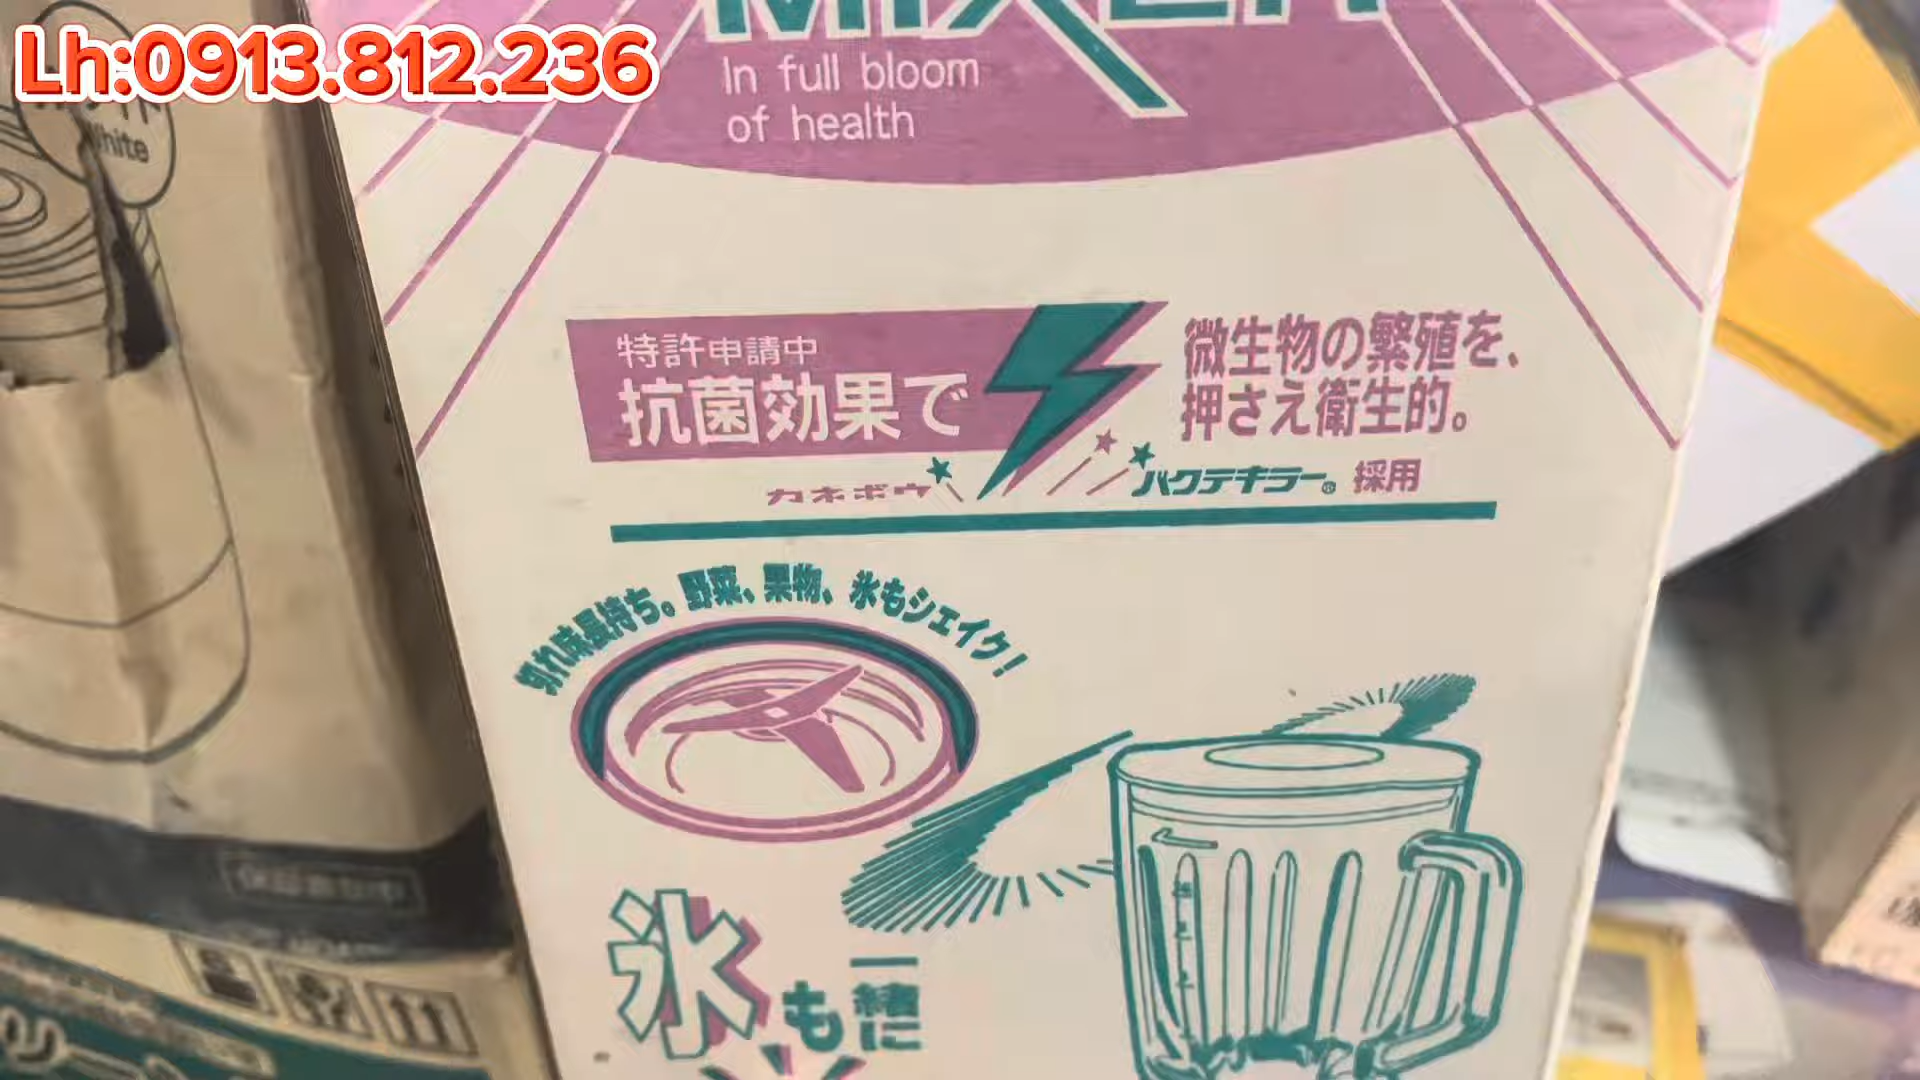 Lh:0913.812.236
MIXER
In full bloom
of health
White
特許申請中
抗菌効果で
微生物の繁殖を、
押さえ衛生的。
カネボウ バクテキラー® 採用
切れ味長持ち。野菜、果物、氷もシェイク!
氷も一緒に